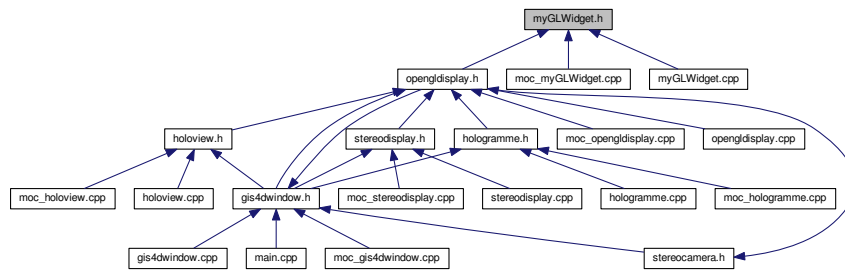 myGLWidget.h
opengldisplay.h
moc_myGLWidget.cpp
myGLWidget.cpp
holoview.h
stereodisplay.h
hologramme.h
moc_opengldisplay.cpp
opengldisplay.cpp
moc_holoview.cpp
holoview.cpp
gis4dwindow.h
moc_stereodisplay.cpp
stereodisplay.cpp
hologramme.cpp
moc_hologramme.cpp
gis4dwindow.cpp
main.cpp
moc_gis4dwindow.cpp
stereocamera.h